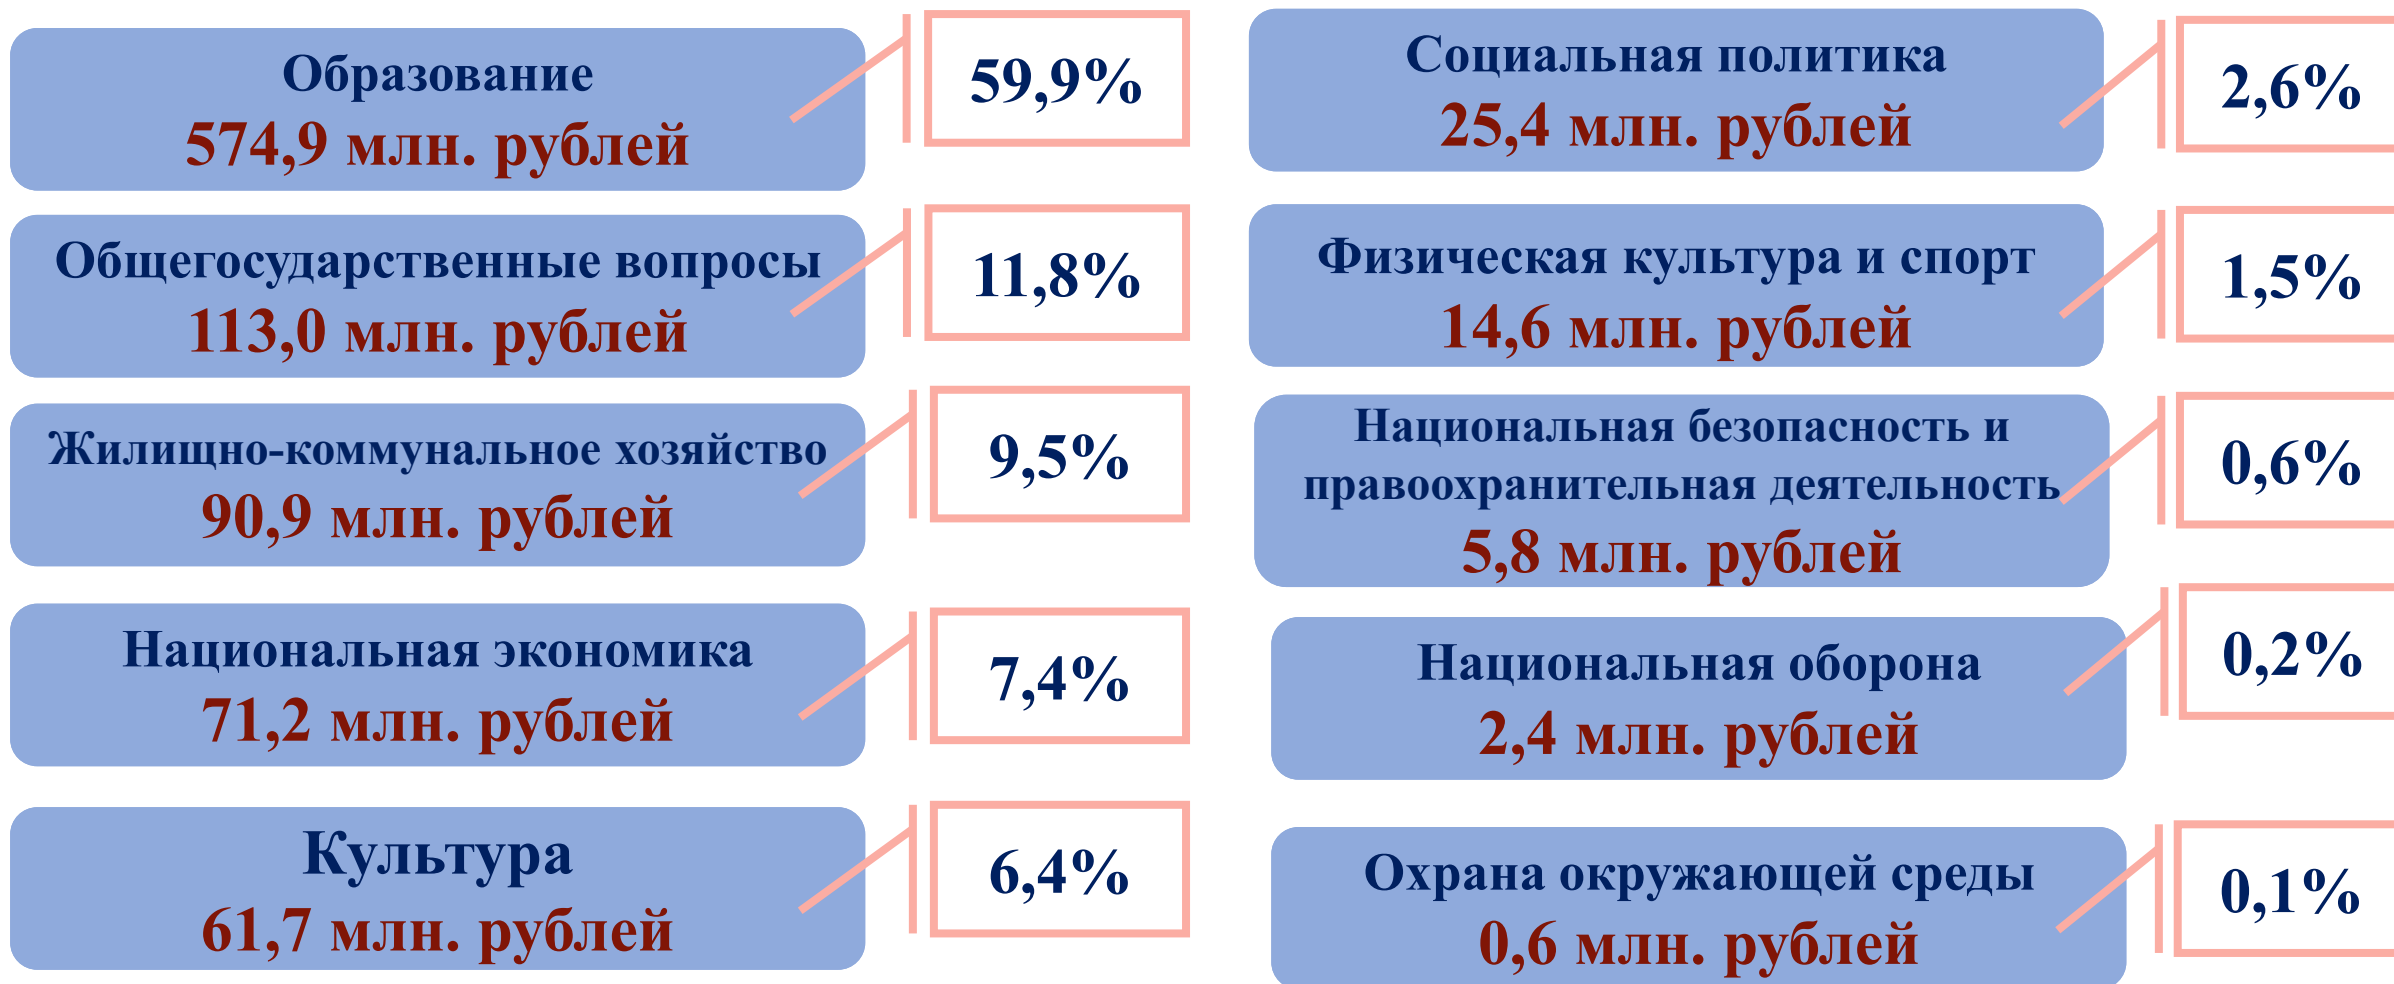 Образование
574,9 млн. рублей
59,9%
Общегосударственные вопросы
113,0 млн. рублей
11,8%
Жилищно-коммунальное хозяйство
90,9 млн. рублей
9,5%
Национальная экономика
71,2 млн. рублей
7,4%
Культура
61,7 млн. рублей
6,4%
Социальная политика
25,4 млн. рублей
2,6%
Физическая культура и спорт
14,6 млн. рублей
1,5%
Национальная безопасность и
правоохранительная деятельность
5,8 млн. рублей
0,6%
Национальная оборона
2,4 млн. рублей
0,2%
Охрана окружающей среды
0,6 млн. рублей
0,1%